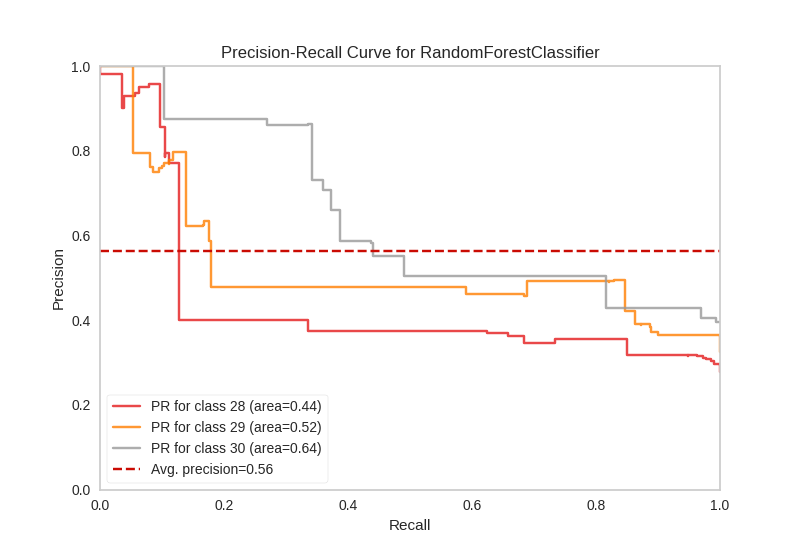 Precision-Recall Curve for RandomForestClassifier
1.0
0.8
0.6
0.4
0.2
0.0
Precision
PR for class 28 (area=0.44)
PR for class 29 (area=0.52)
PR for class 30 (area=0.64)
Avg. precision=0.56
0.0 0.2 0.4 0.6 0.8 1.0
Recall